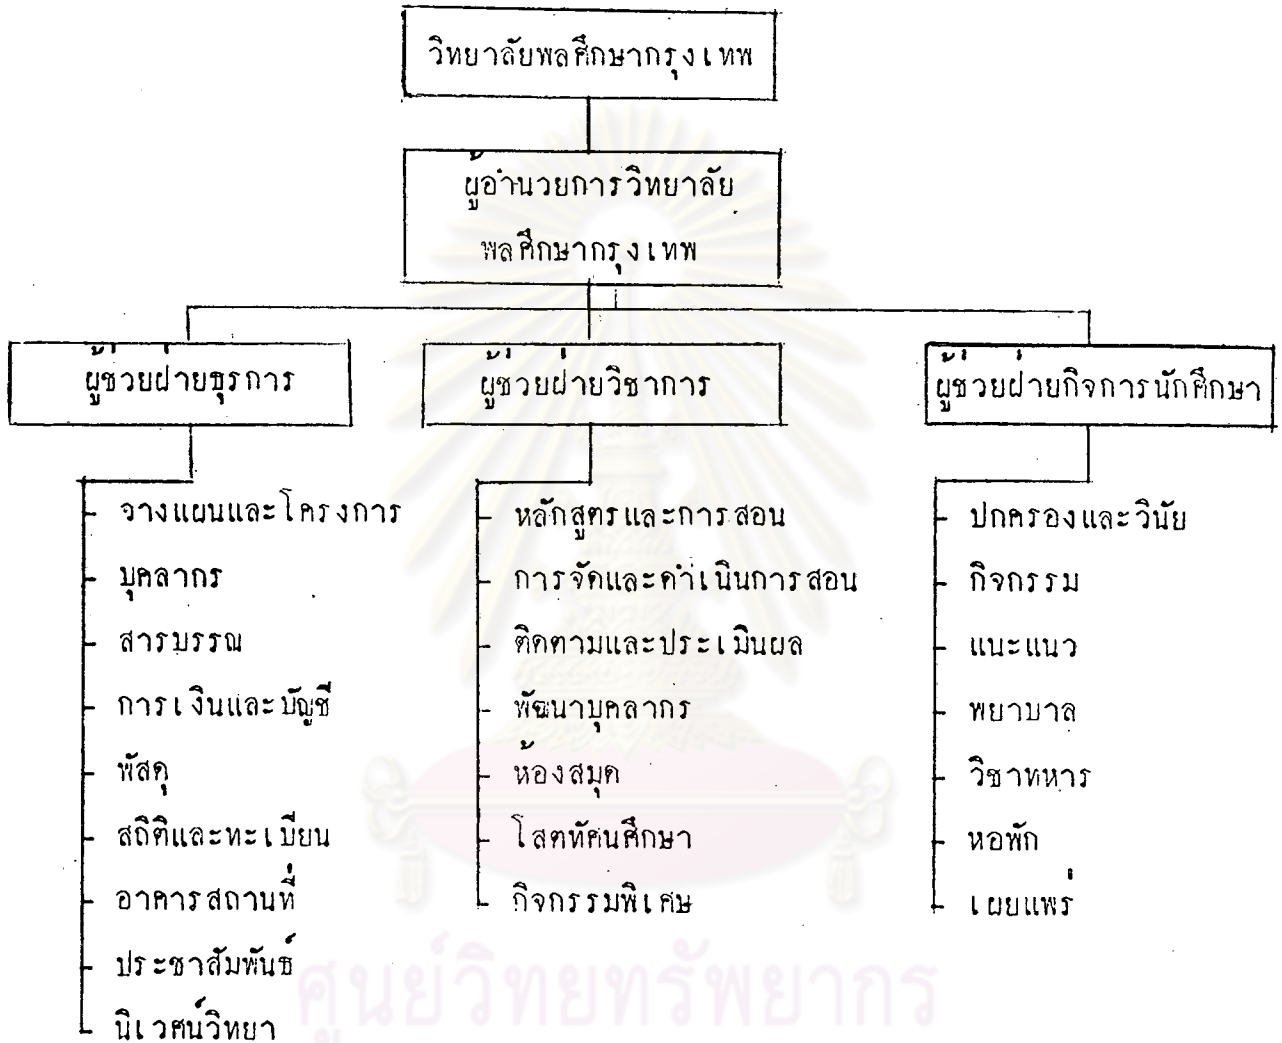 วิทยาลัยพลศึกษากรุงเทพ
ผู้อำนวยการวิทยาลัย
พลศึกษากรุงเทพ
ผู้ช่วยฝ่ายธุรการ
จางแผนและโครงการ
บุคลากร
สารบรรณ
การเงินและบัญชี
พัสดุ
สถิติและทะเบียน
อาคารสถานที่
ประชาสัมพันธ์
นิเวศน์วิทยา
ผู้ช่วยฝ่ายวิชาการ
หลักสูตรและการสอน
การจัดและดำเนินการสอน
ติดตามและประเมินผล
พัฒนาบุคลากร
ห้องสมุด
โสตทัศนศึกษา
กิจกรรมพิเศษ
ผู้ช่วยฝ่ายกิจการนักศึกษา
ปกครองและวินัย
กิจกรรม
แนะแนว
พยาบาล
วิชาทหาร
หอพัก
เผยแพร่
ศูนย์วิทยทรัพยากร